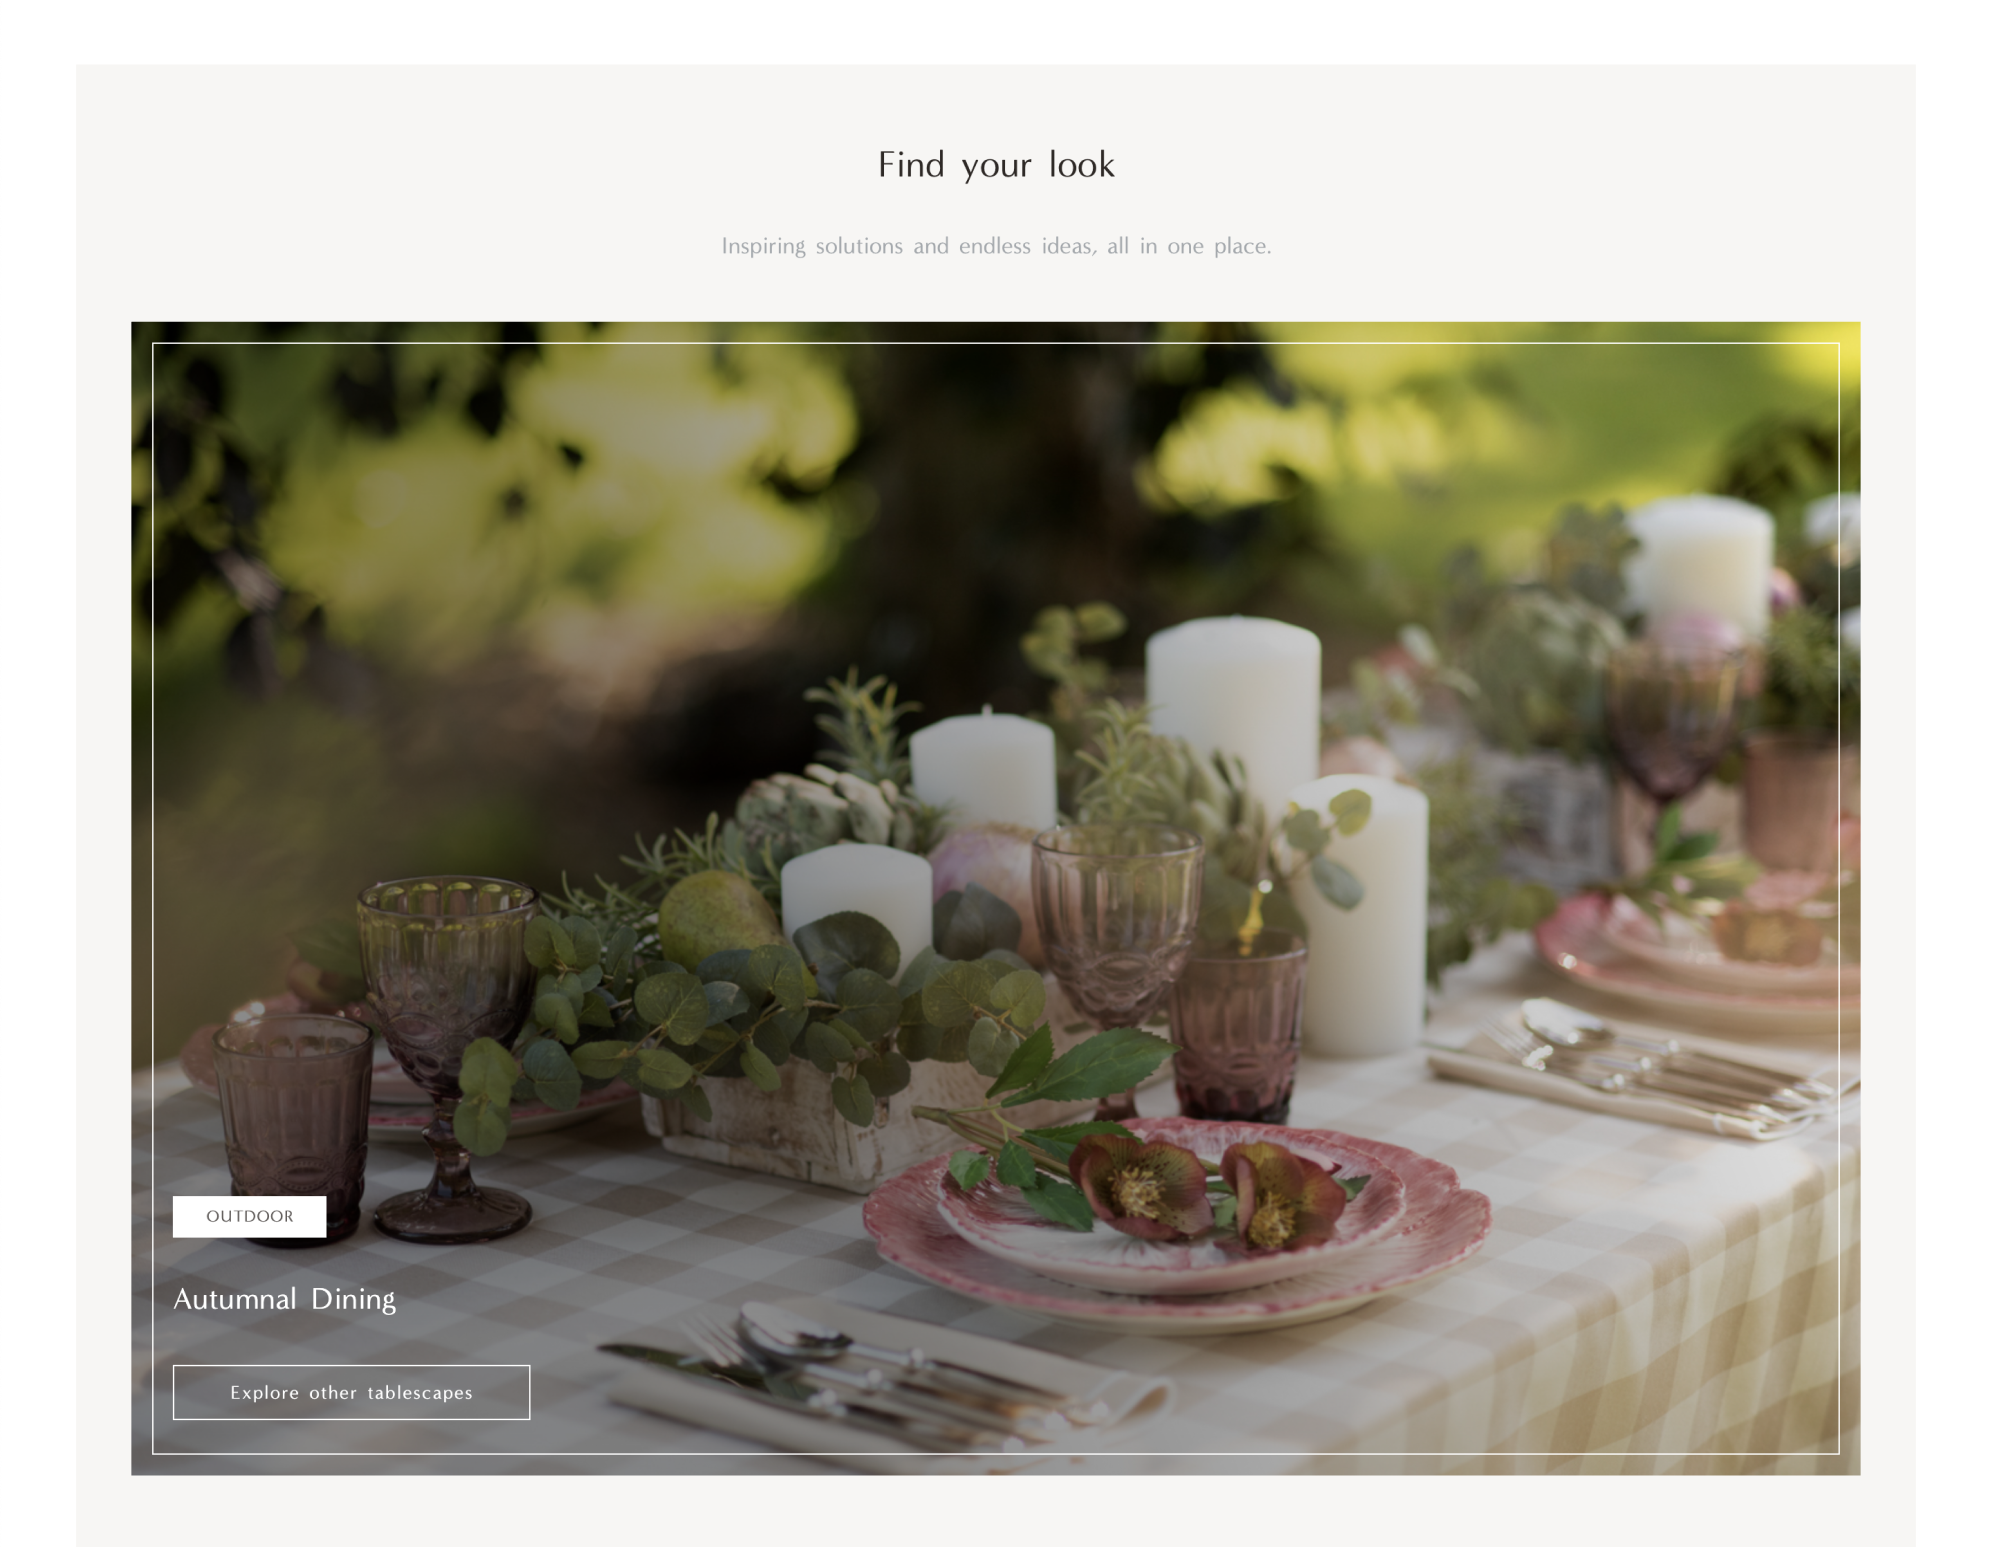 Find your look
Inspiring solutions and endless ideas, all in one place.
OUTDOOR
Autumnal Dining
Explore other tablescapes